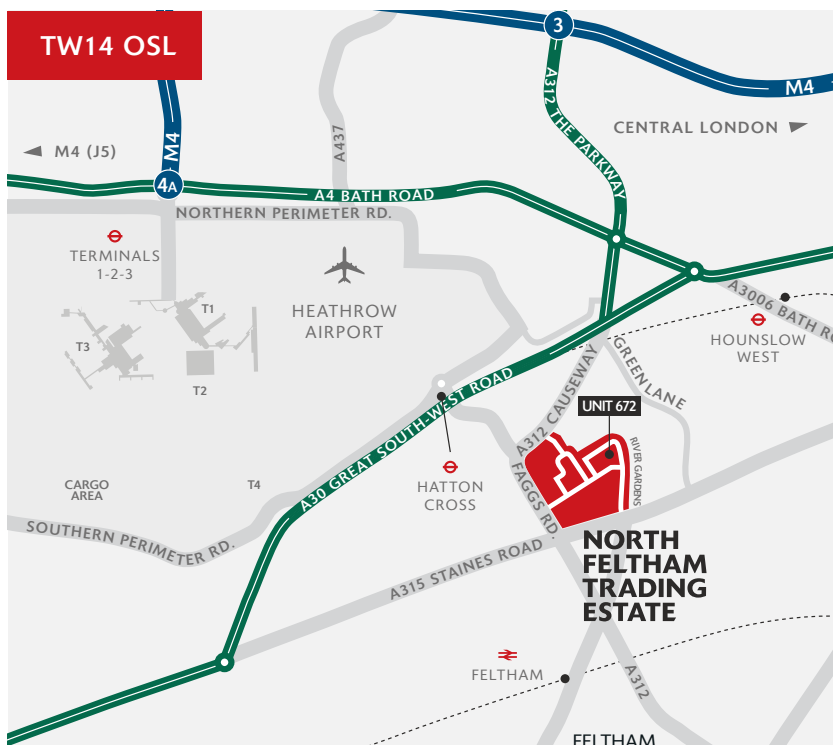 TW14 OSL
3
M4
CENTRAL LONDON
A312 THE PARKWAY
A437
M4
M4 (J5)
4A
A4 BATH ROAD
NORTHERN PERIMETER RD.
TERMINALS
1-2-3
HEATHROW
AIRPORT
T1
T3
T2
A3006 BATH RO
HOUNSLOW
WEST
GREENLANE
A312 CAUSEWAY
A30 GREAT SOUTH-WEST ROAD
UNIT 672
RIVER GARDENS
HATTON
CROSS
FAGGS RD.
CARGO
AREA
T4
SOUTHERN PERIMETER RD.
A315 STAINES ROAD
NORTH
FELTHAM
TRADING
ESTATE
FELTHAM
A312
FELTHAM